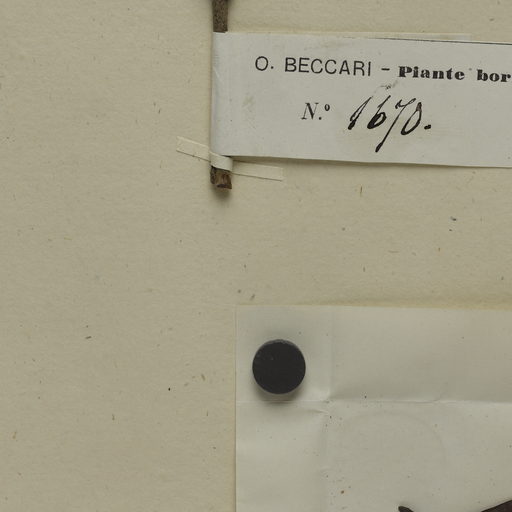 O. BECCARI - Piante bor
N.º 1670.